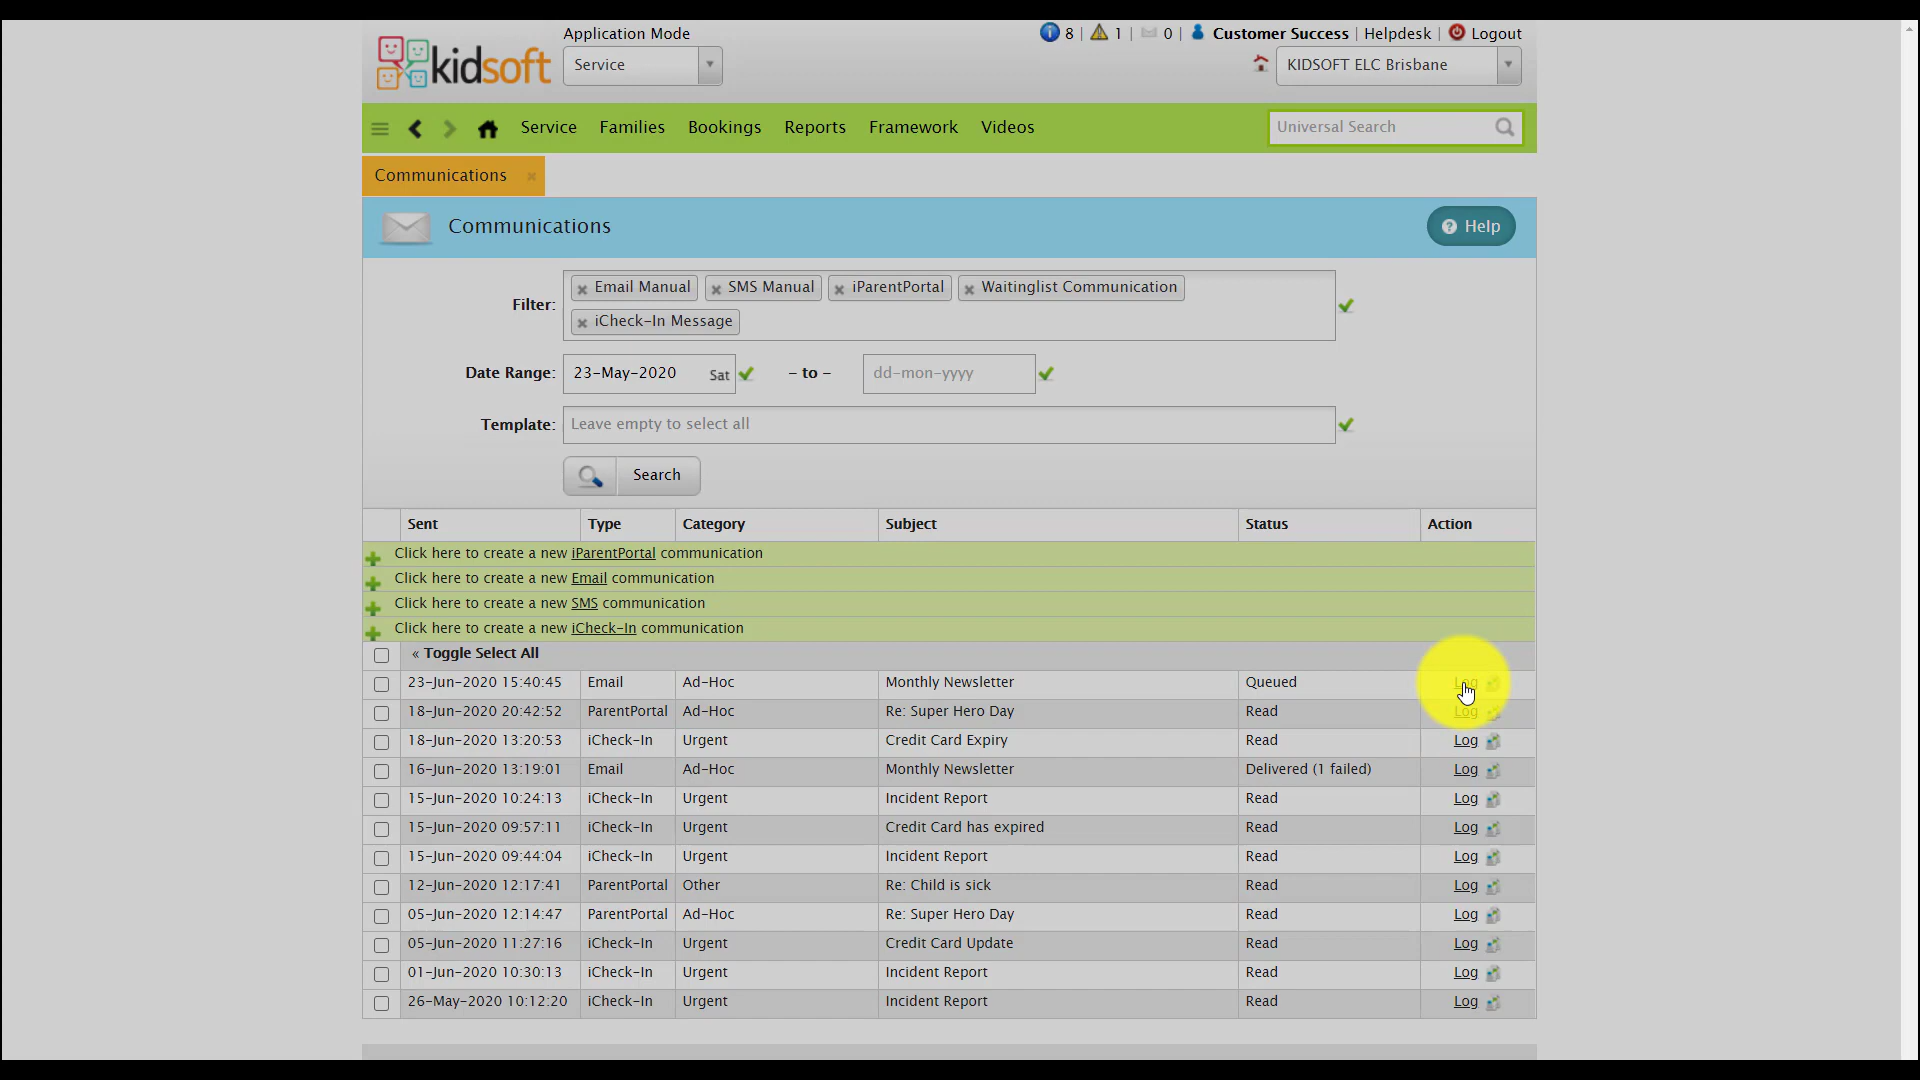 Application Mode
8 | 1 | 0 | Customer Success | Helpdesk | Logout
kidsoft
Service
KIDSOFT ELC Brisbane
Service Families Bookings Reports Framework Videos
Universal Search
Communications
Communications
Help
Filter:
Email Manual SMS Manual iParentPortal Waitinglist Communication
iCheck-In Message
Date Range: 23-May-2020 Sat - to - dd-mon-yyyy
Template: Leave empty to select all
Search
Sent Type Category Subject Status Action
Click here to create a new iParentPortal communication
Click here to create a new Email communication
Click here to create a new SMS communication
Click here to create a new iCheck-In communication
« Toggle Select All
23-Jun-2020 15:40:45 Email Ad-Hoc Monthly Newsletter Queued Log
18-Jun-2020 20:42:52 ParentPortal Ad-Hoc Re: Super Hero Day Read Log
18-Jun-2020 13:20:53 iCheck-In Urgent Credit Card Expiry Read Log
16-Jun-2020 13:19:01 Email Ad-Hoc Monthly Newsletter Delivered (1 failed) Log
15-Jun-2020 10:24:13 iCheck-In Urgent Incident Report Read Log
15-Jun-2020 09:57:11 iCheck-In Urgent Credit Card has expired Read Log
15-Jun-2020 09:44:04 iCheck-In Urgent Incident Report Read Log
12-Jun-2020 12:17:41 ParentPortal Other Re: Child is sick Read Log
05-Jun-2020 12:14:47 ParentPortal Ad-Hoc Re: Super Hero Day Read Log
05-Jun-2020 11:27:16 iCheck-In Urgent Credit Card Update Read Log
01-Jun-2020 10:30:13 iCheck-In Urgent Incident Report Read Log
26-May-2020 10:12:20 iCheck-In Urgent Incident Report Read Log